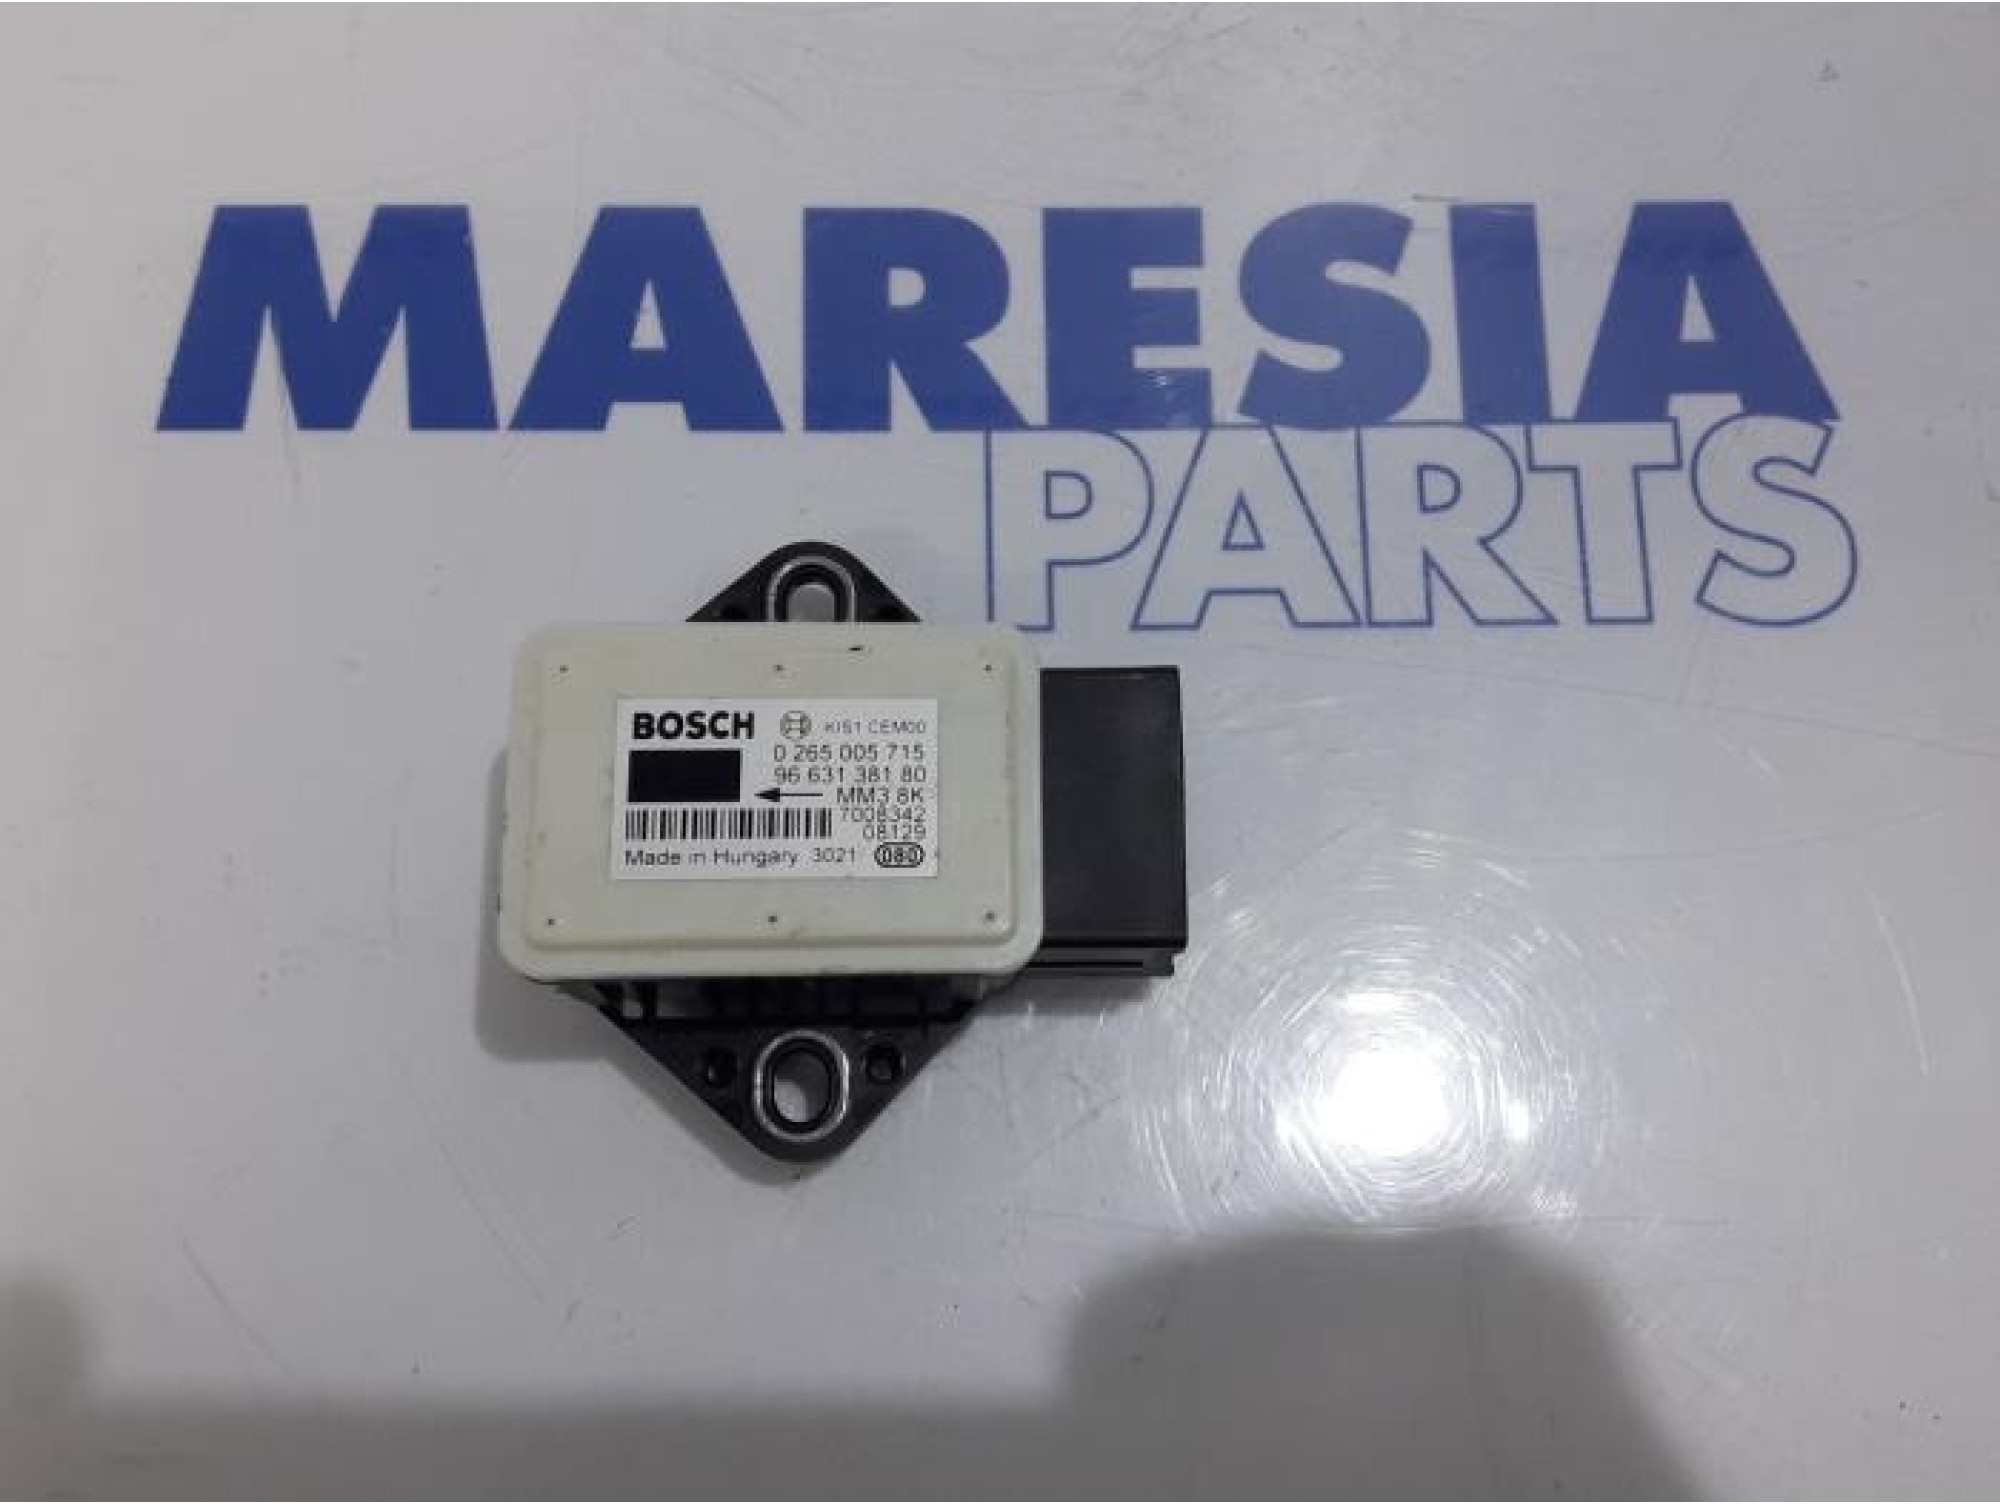 MARESIA
PARTS
BOSCH KIS1 CEM00
0 265 005 715
96 631 381 80
MM3 8K
7008342
08129
Made in Hungary 3021 080